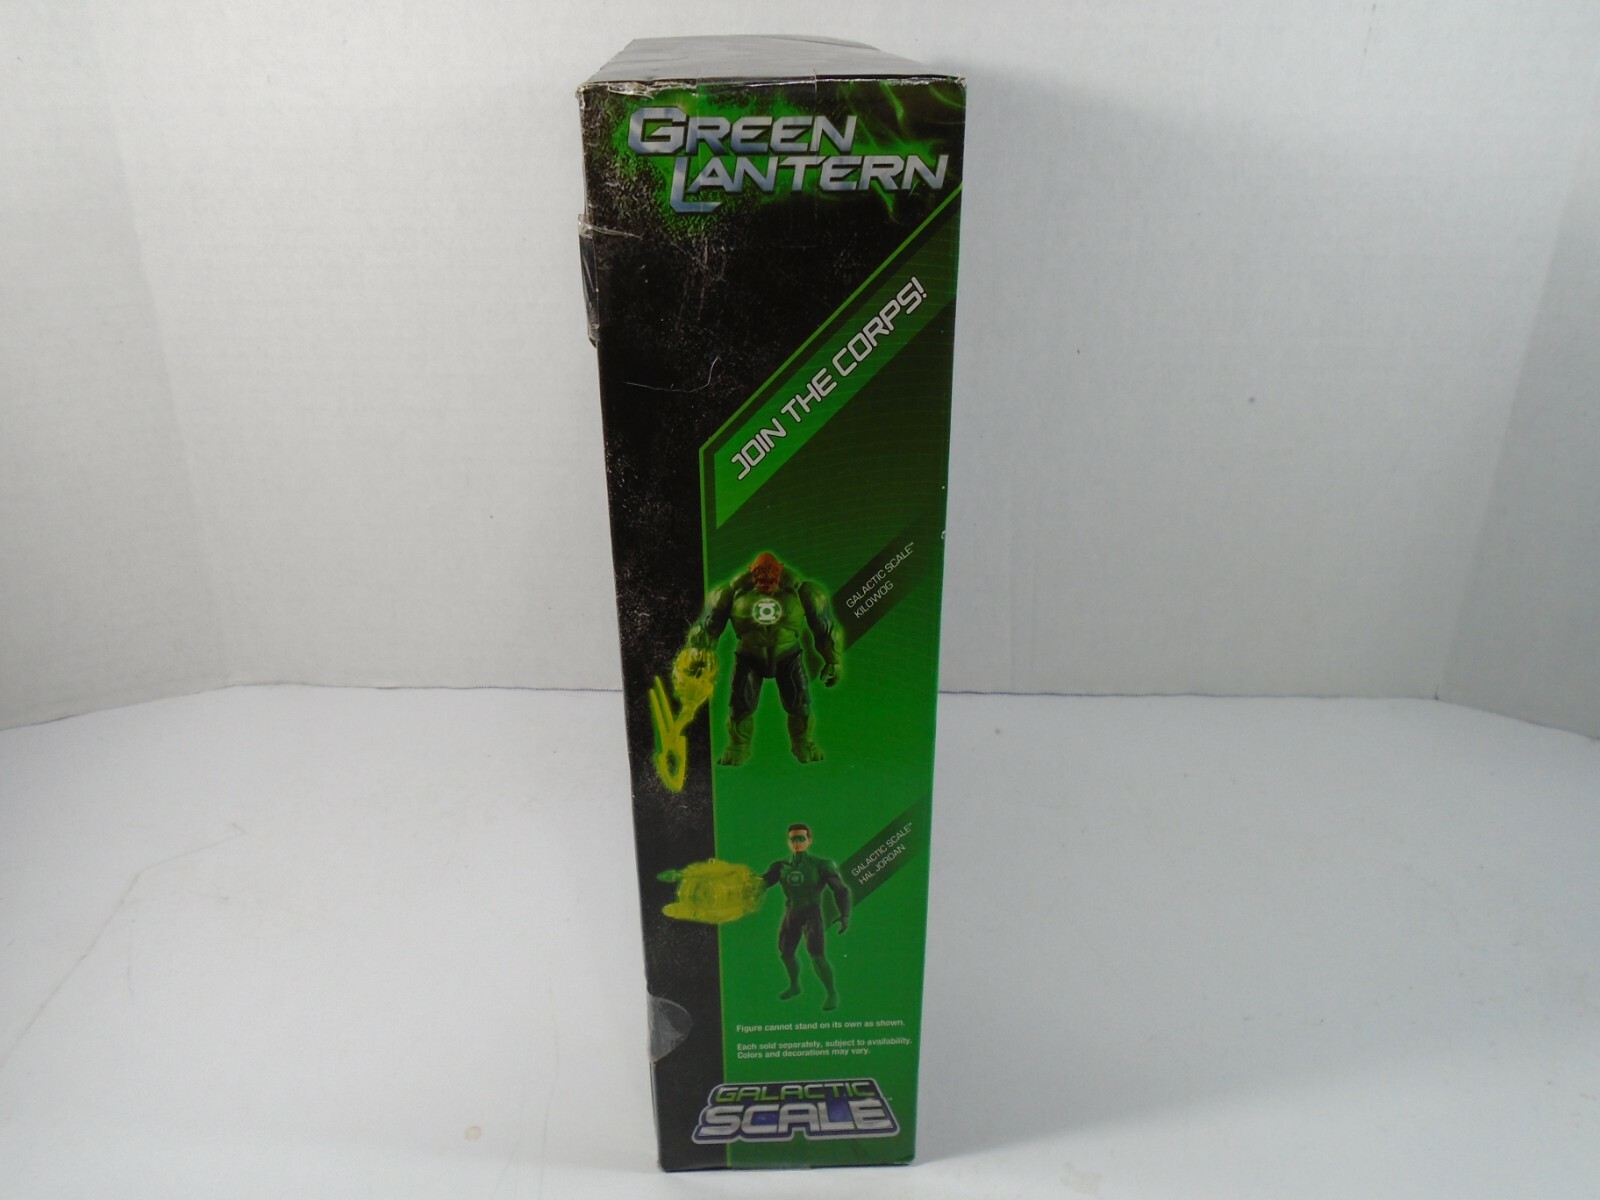 GREEN
LANTERN
JOIN THE CORPS!
GALACTIC SCALE™
KILOWOG
GALACTIC SCALE™
HAL JORDAN
Figure cannot stand on its own as shown.
Each sold separately, subject to availability.
Colors and decorations may vary.
GALACTIC
SCALE™